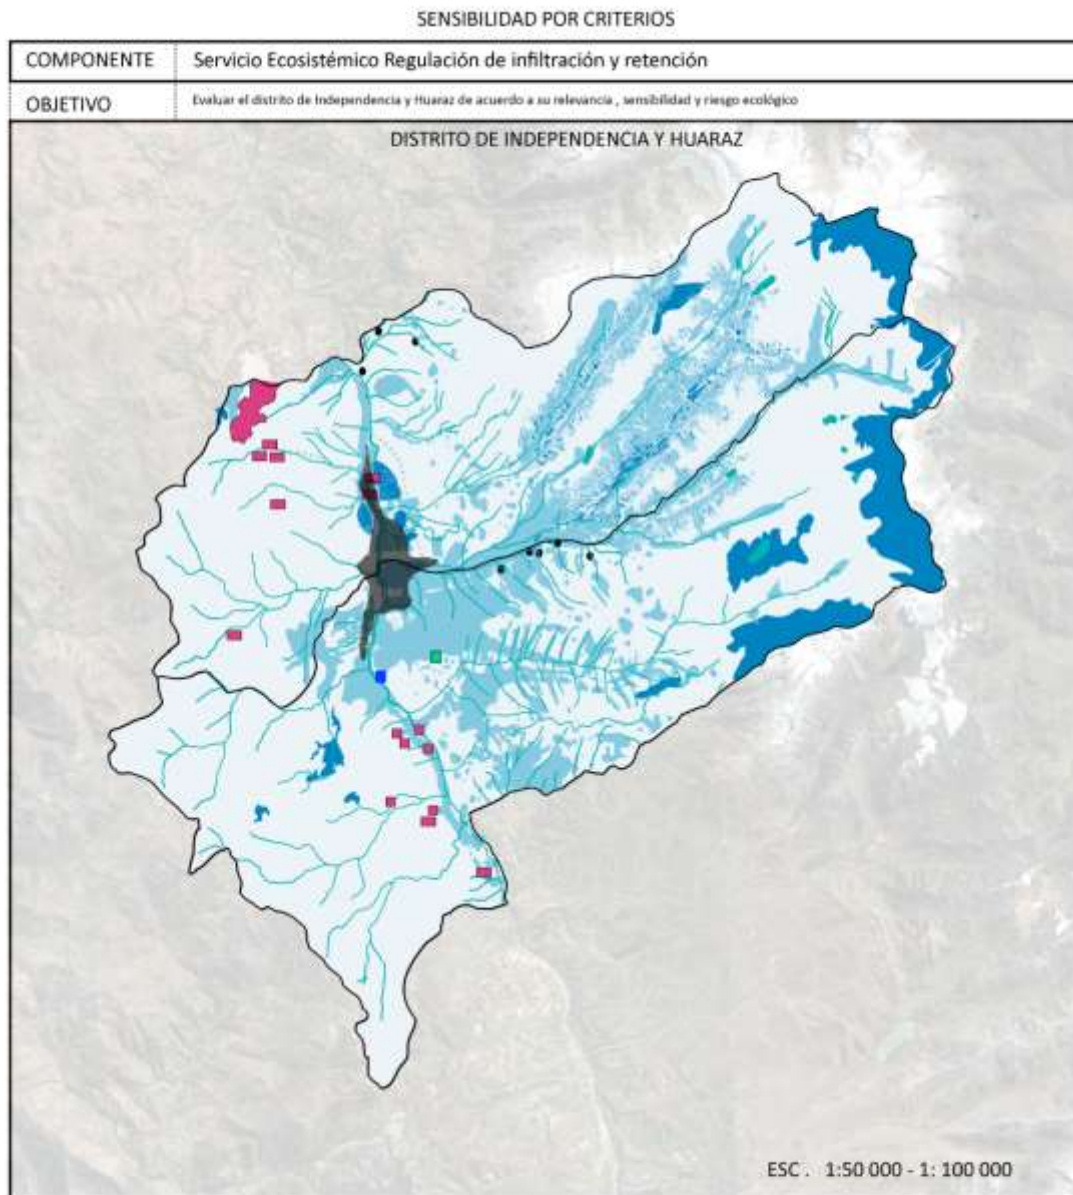 SENSIBILIDAD POR CRITERIOS
COMPONENTE Servicio Ecosistémico Regulación de infiltración y retención
OBJETIVO Evaluar el distrito de Independencia y Huaraz de acuerdo a su relevancia , sensibilidad y riesgo ecológico
DISTRITO DE INDEPENDENCIA Y HUARAZ
ESC . 1:50 000 - 1: 100 000